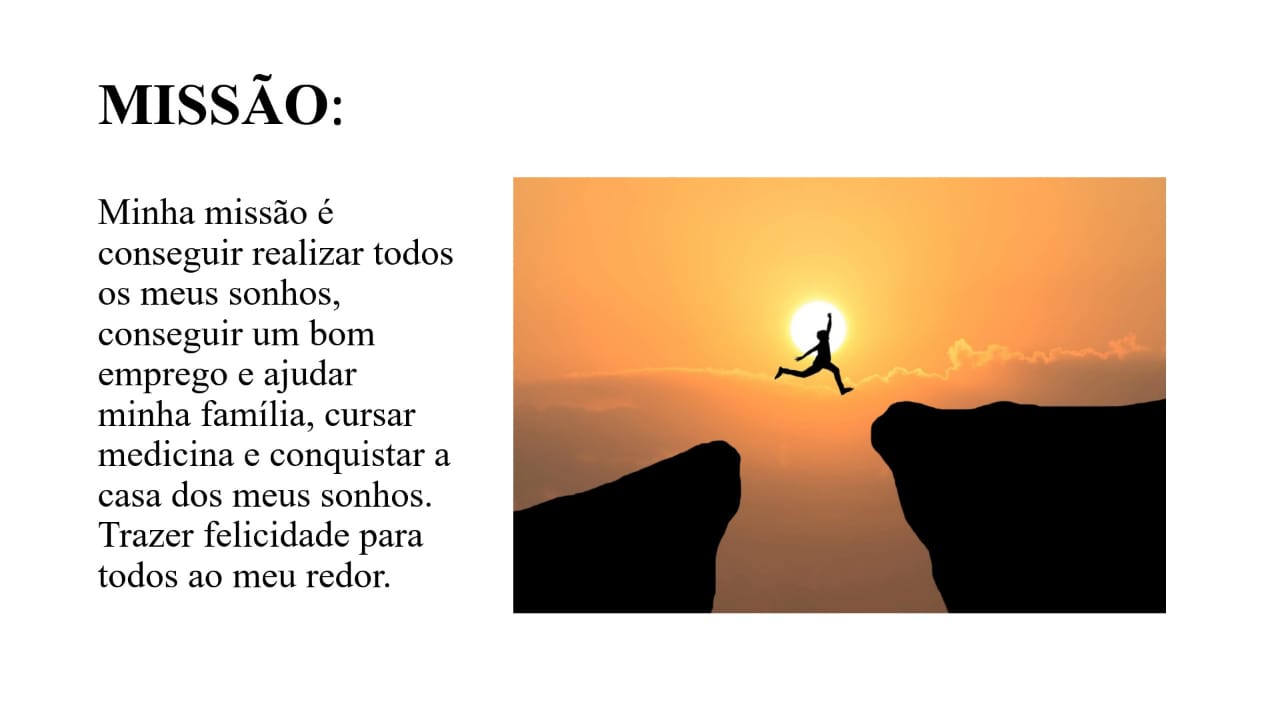 MISSÃO:
Minha missão é
conseguir realizar todos
os meus sonhos,
conseguir um bom
emprego e ajudar
minha família, cursar
medicina e conquistar a
casa dos meus sonhos.
Trazer felicidade para
todos ao meu redor.